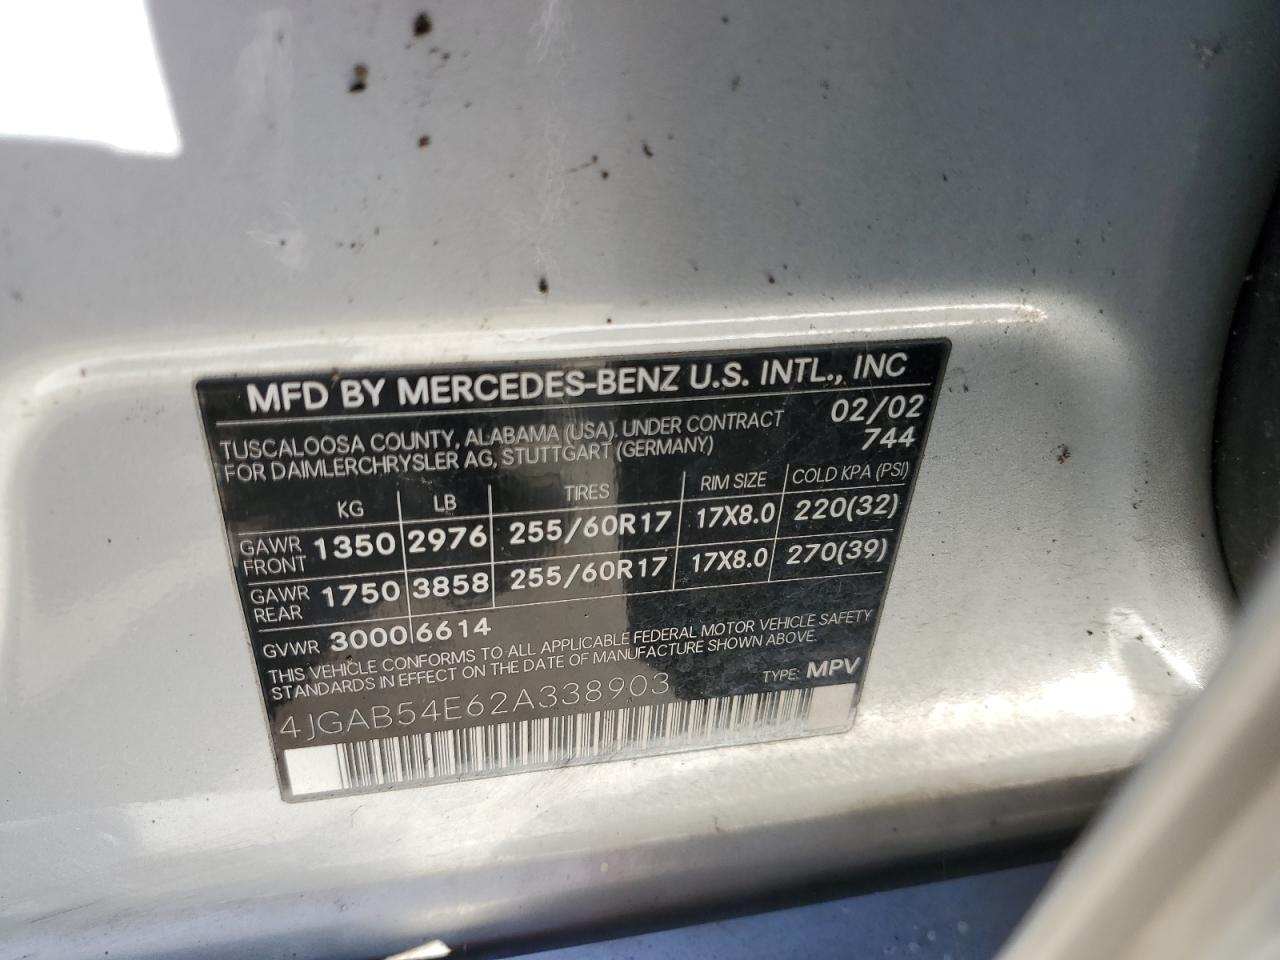 MFD BY MERCEDES-BENZ U.S. INTL., INC
TUSCALOOSA COUNTY, ALABAMA (USA). UNDER CONTRACT 02/02
FOR DAIMLERCHRYSLER AG, STUTTGART (GERMANY) 744
KG LB TIRES RIM SIZE COLD KPA (PSI)
GAWR FRONT 1350 2976 255/60R17 17X8.0 220(32)
GAWR REAR 1750 3858 255/60R17 17X8.0 270(39)
GVWR 3000 6614
THIS VEHICLE CONFORMS TO ALL APPLICABLE FEDERAL MOTOR VEHICLE SAFETY
STANDARDS IN EFFECT ON THE DATE OF MANUFACTURE SHOWN ABOVE.
4JGAB54E62A338903 TYPE: MPV